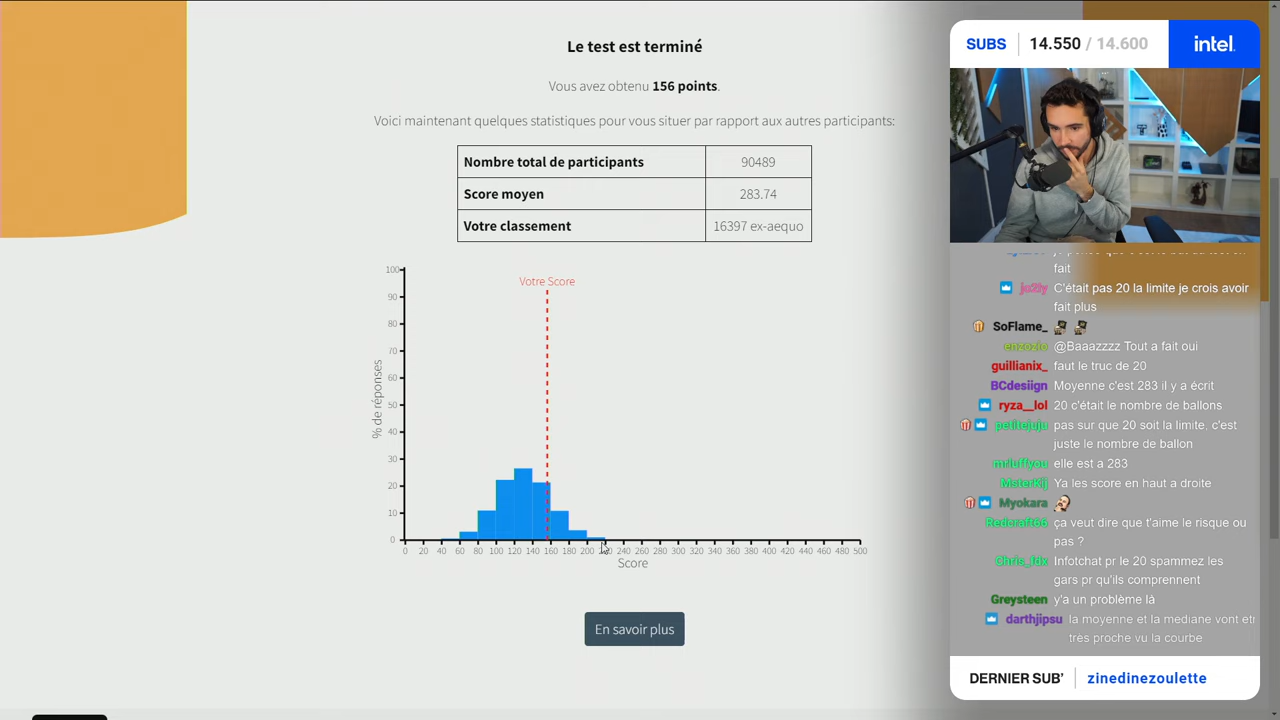 Le test est terminé
Vous avez obtenu 156 points.
Voici maintenant quelques statistiques pour vous situer par rapport aux autres participants:
Nombre total de participants 90489
Score moyen 283.74
Votre classement 16397 ex-aequo
Votre Score
100
90
80
70
60
50
40
30
20
10
0
% de réponses
0 20 40 60 80 100 120 140 160 180 200 220 240 260 280 300 320 340 360 380 400 420 440 460 480 500
Score
En savoir plus
SUBS 14.550 / 14.600 intel.
fait
C'était pas 20 la limite je crois avoir
fait plus
SoFlame_
enzozio @Baaazzzz Tout a fait oui
guillianix_ faut le truc de 20
BCdesiign Moyenne c'est 283 il y a écrit
ryza__lol 20 c'était le nombre de ballons
petitejuju pas sur que 20 soit la limite, c'est
juste le nombre de ballon
mrluffyou elle est a 283
MsterKij Ya les score en haut a droite
Myokara
Redcraft66 ça veut dire que t'aime le risque ou
pas ?
Chris_fdx Infotchat pr le 20 spammez les
gars pr qu'ils comprennent
Greysteen y'a un problème là
darthjipsu la moyenne et la mediane vont etr
très proche vu la courbe
DERNIER SUB' zinedinezoulette